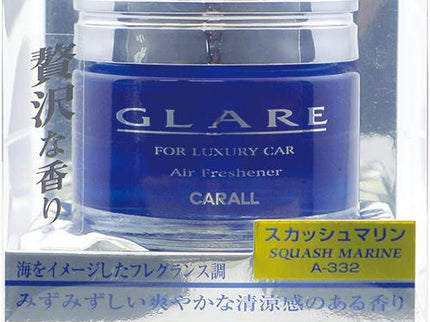 贅沢な香り
GLARE
FOR LUXURY CAR
Air Freshener
CARALL
スカッシュマリン
SQUASH MARINE
A-332
海をイメージしたフレグランス調
みずみずしい爽やかな清涼感のある香り